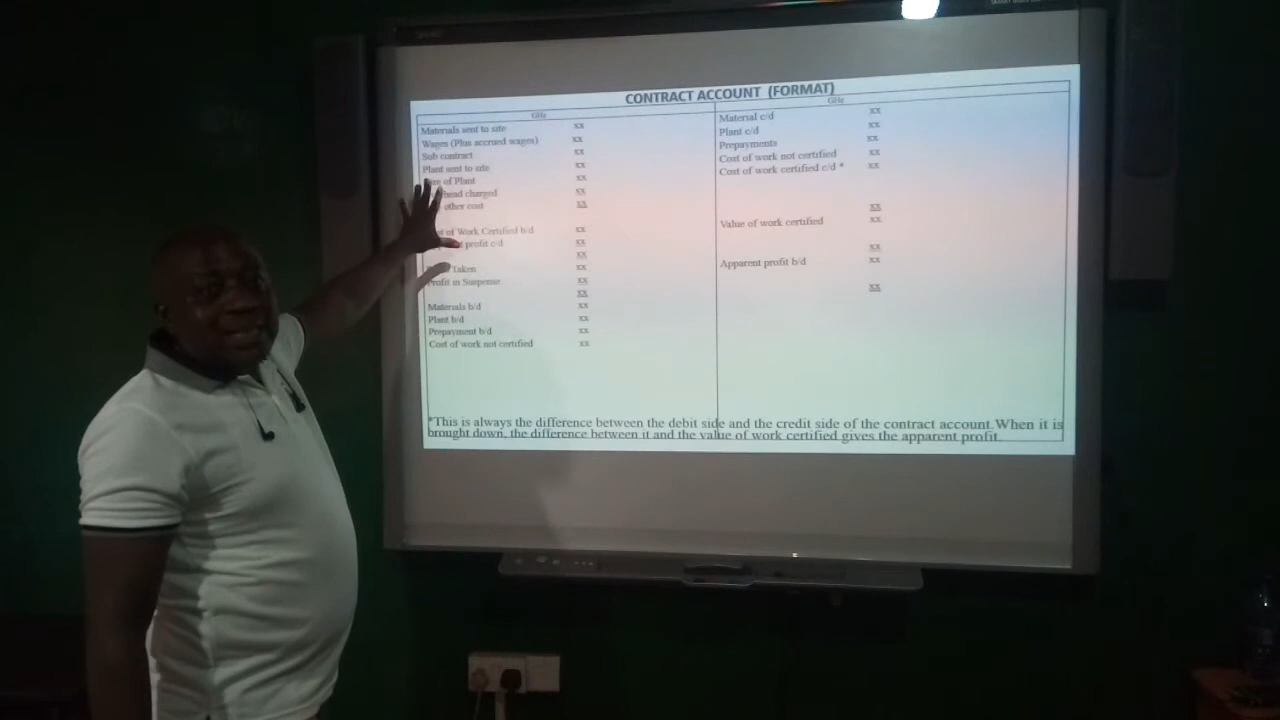 CONTRACT ACCOUNT (FORMAT)
GH¢
Materials sent to site xx
Wages (Plus accrued wages) xx
Sub contract xx
Plant sent to site xx
of Plant xx
head charged xx
other cost xx
of Work Certified b/d xx
profit c/d xx
xx
Taken xx
Profit in Suspense xx
xx
Materials b/d xx
Plant b/d xx
Prepayment b/d xx
Cost of work not certified xx
GH¢
Material c/d xx
Plant c/d xx
Prepayments xx
Cost of work not certified xx
Cost of work certified c/d * xx
xx
Value of work certified xx
xx
Apparent profit b/d xx
xx
*This is always the difference between the debit side and the credit side of the contract account. When it is
brought down, the difference between it and the value of work certified gives the apparent profit.